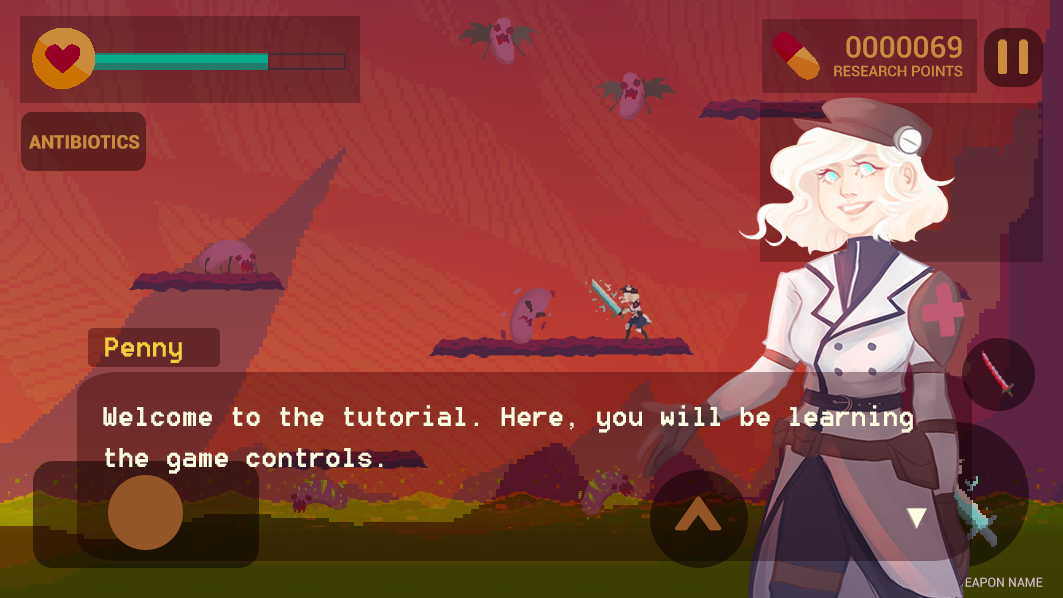 0000069
RESEARCH POINTS
ANTIBIOTICS
Penny
Welcome to the tutorial. Here, you will be learning
the game controls.
EAPON NAME